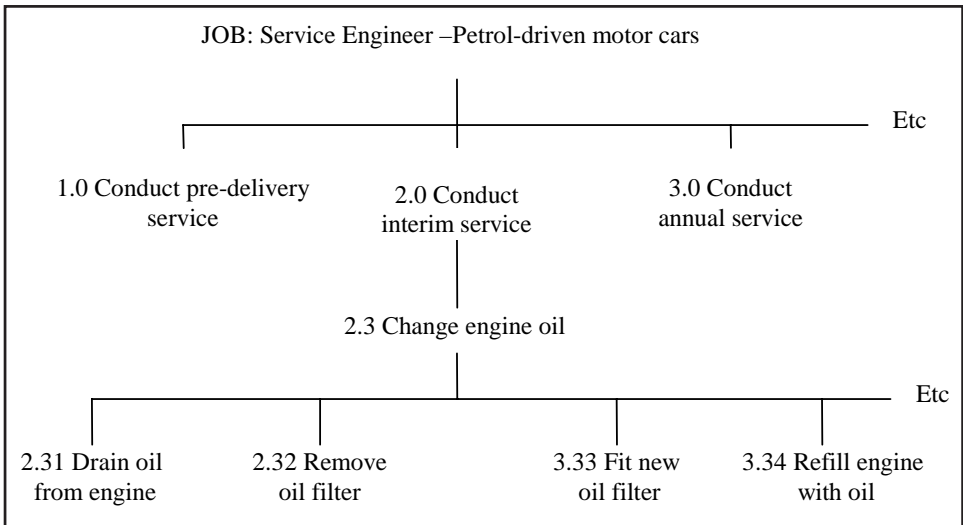 JOB: Service Engineer –Petrol-driven motor cars
Etc
1.0 Conduct pre-delivery
service
2.0 Conduct
interim service
3.0 Conduct
annual service
2.3 Change engine oil
Etc
2.31 Drain oil
from engine
2.32 Remove
oil filter
3.33 Fit new
oil filter
3.34 Refill engine
with oil